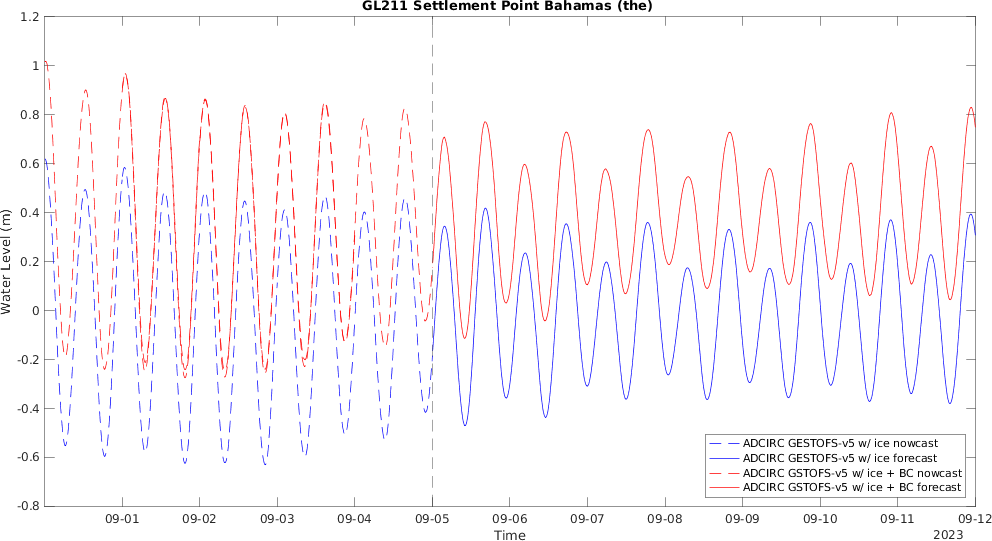 GL211 Settlement Point Bahamas (the)
1.2
1
0.8
0.6
0.4
0.2
0
-0.2
-0.4
-0.6
-0.8
Water Level (m)
ADCIRC GESTOFS-v5 w/ ice nowcast
ADCIRC GESTOFS-v5 w/ ice forecast
ADCIRC GSTOFS-v5 w/ ice + BC nowcast
ADCIRC GSTOFS-v5 w/ ice + BC forecast
09-01 09-02 09-03 09-04 09-05 09-06 09-07 09-08 09-09 09-10 09-11 09-12
Time
2023